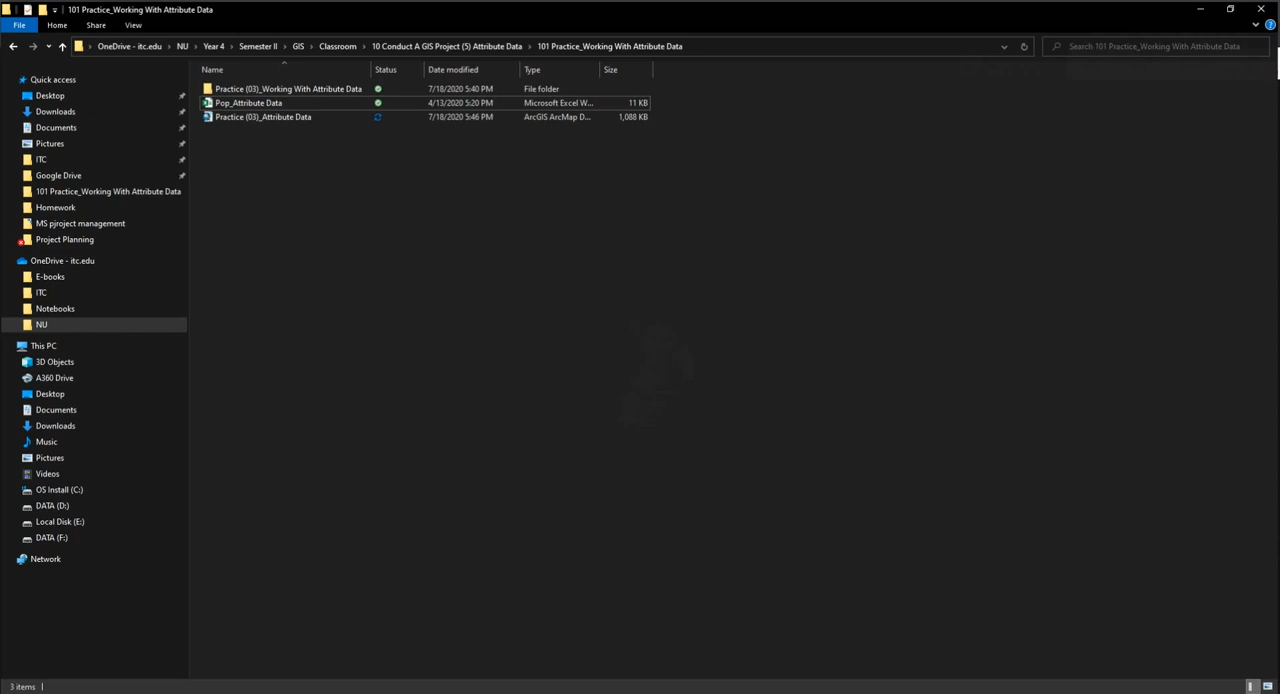 101 Practice_Working With Attribute Data
File Home Share View
OneDrive - itc.edu NU Year 4 Semester II GIS Classroom 10 Conduct A GIS Project (5) Attribute Data 101 Practice_Working With Attribute Data Search 101 Practice_Working With Attribute Data
Name Status Date modified Type Size
Practice (03)_Working With Attribute Data 7/18/2020 5:40 PM File folder
Pop_Attribute Data 4/13/2020 5:20 PM Microsoft Excel W... 11 KB
Practice (03)_Attribute Data 7/18/2020 5:46 PM ArcGIS ArcMap D... 1,088 KB
Quick access
Desktop
Downloads
Documents
Pictures
ITC
Google Drive
101 Practice_Working With Attribute Data
Homework
MS pjroject management
Project Planning
OneDrive - itc.edu
E-books
ITC
Notebooks
NU
This PC
3D Objects
A360 Drive
Desktop
Documents
Downloads
Music
Pictures
Videos
OS Install (C:)
DATA (D:)
Local Disk (E:)
DATA (F:)
Network
3 items